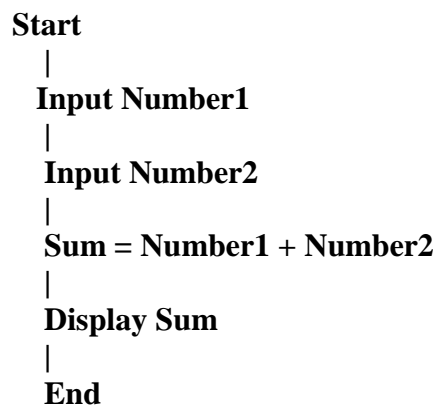 Start
|
Input Number1
|
Input Number2
|
Sum = Number1 + Number2
|
Display Sum
|
End